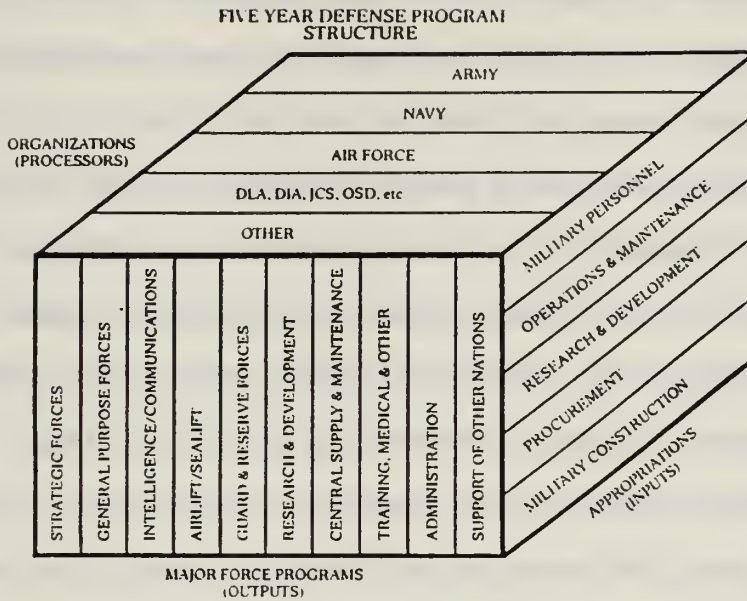 FIVE YEAR DEFENSE PROGRAM
STRUCTURE
ARMY
NAVY
ORGANIZATIONS
(PROCESSORS)
AIR FORCE
DLA, DIA, JCS, OSD, etc
OTHER
MILITARY PERSONNEL
OPERATIONS & MAINTENANCE
RESEARCH & DEVELOPMENT
PROCUREMENT
MILITARY CONSTRUCTION
APPROPRIATIONS
(INPUTS)
STRATEGIC FORCES
GENERAL PURPOSE FORCES
INTELLIGENCE/COMMUNICATIONS
AIRLIFT/SEALIFT
GUARD & RESERVE FORCES
RESEARCH & DEVELOPMENT
CENTRAL SUPPLY & MAINTENANCE
TRAINING, MEDICAL & OTHER
ADMINISTRATION
SUPPORT OF OTHER NATIONS
MAJOR FORCE PROGRAMS
(OUTPUTS)